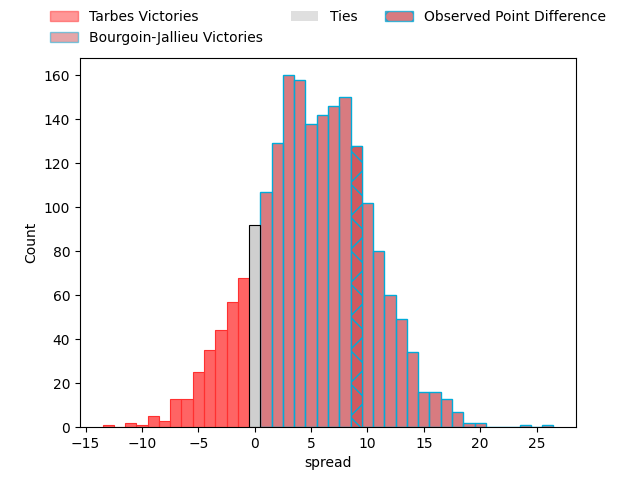 Tarbes Victories
Bourgoin-Jallieu Victories
Ties
Observed Point Difference
160
140
120
100
80
60
40
20
0
Count
−15 −10 −5 0 5 10 15 20 25
spread